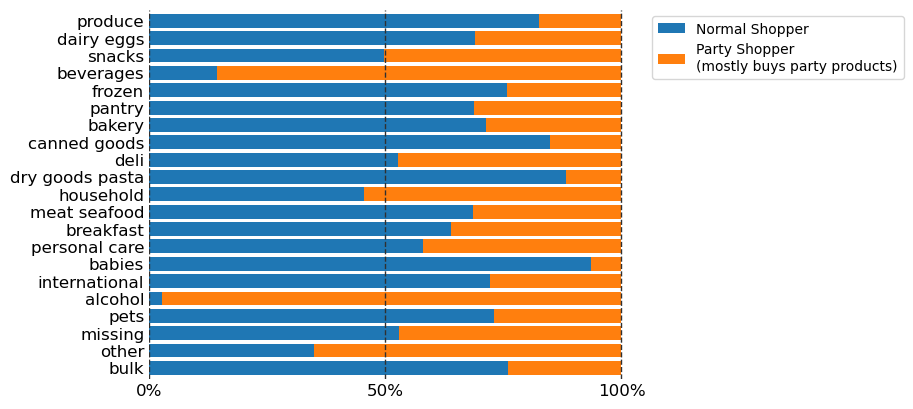 produce
dairy eggs
snacks
beverages
frozen
pantry
bakery
canned goods
deli
dry goods pasta
household
meat seafood
breakfast
personal care
babies
international
alcohol
pets
missing
other
bulk
0%
50%
100%
Normal Shopper
Party Shopper
(mostly buys party products)